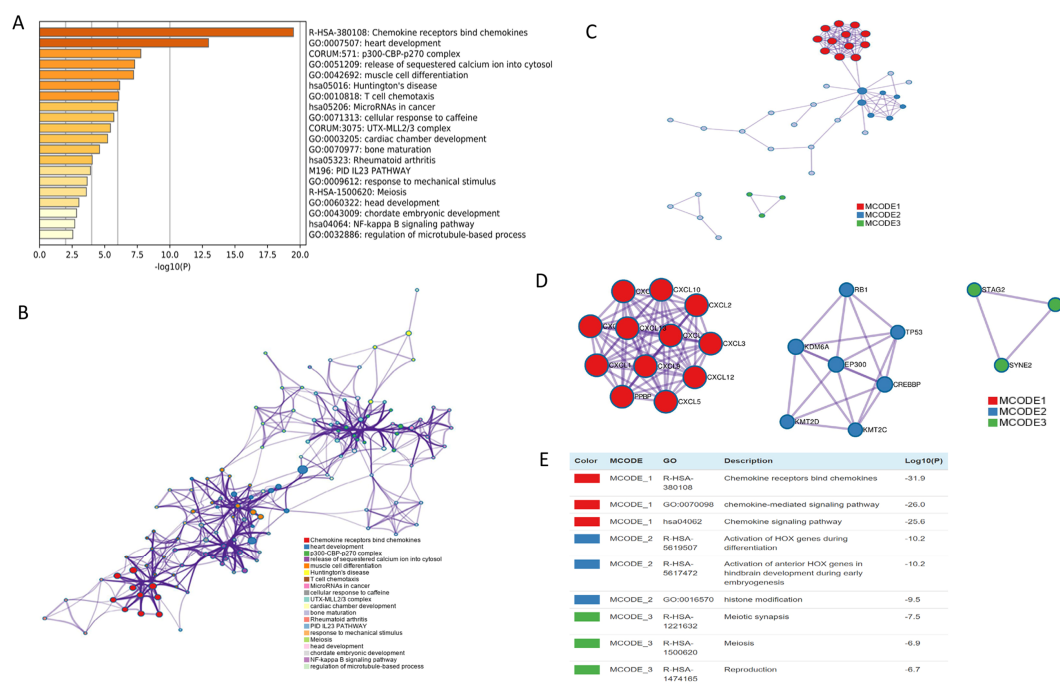 A
R-HSA-380108: Chemokine receptors bind chemokines
GO:0007507: heart development
CORUM:571: p300-CBP-p270 complex
GO:0051209: release of sequestered calcium ion into cytosol
GO:0042692: muscle cell differentiation
hsa05016: Huntington's disease
GO:0010818: T cell chemotaxis
hsa05206: MicroRNAs in cancer
GO:0071313: cellular response to caffeine
CORUM:3075: UTX-MLL2/3 complex
GO:0003205: cardiac chamber development
GO:0070977: bone maturation
hsa05323: Rheumatoid arthritis
M196: PID IL23 PATHWAY
GO:0009612: response to mechanical stimulus
R-HSA-1500620: Meiosis
GO:0060322: head development
GO:0043009: chordate embryonic development
hsa04064: NF-kappa B signaling pathway
GO:0032886: regulation of microtubule-based process
0.0 2.5 5.0 7.5 10.0 12.5 15.0 17.5 20.0
-log10(P)
B
Chemokine receptors bind chemokines
heart development
p300-CBP-p270 complex
release of sequestered calcium ion into cytosol
muscle cell differentiation
Huntington's disease
T cell chemotaxis
MicroRNAs in cancer
cellular response to caffeine
UTX-MLL2/3 complex
cardiac chamber development
bone maturation
Rheumatoid arthritis
PID IL23 PATHWAY
response to mechanical stimulus
Meiosis
head development
chordate embryonic development
NF-kappa B signaling pathway
regulation of microtubule-based process
C
MCODE1
MCODE2
MCODE3
D
CXCL10
CXCL2
CXCL3
CXCL12
CXCL5
RB1
TP53
KDM6A
EP300
CREBBP
KMT2D
KMT2C
STAG2
SYNE2
MCODE1
MCODE2
MCODE3
E
Color MCODE GO Description Log10(P)
MCODE_1 R-HSA-380108 Chemokine receptors bind chemokines -31.9
MCODE_1 GO:0070098 chemokine-mediated signaling pathway -26.0
MCODE_1 hsa04062 Chemokine signaling pathway -25.6
MCODE_2 R-HSA-5619507 Activation of HOX genes during differentiation -10.2
MCODE_2 R-HSA-5617472 Activation of anterior HOX genes in hindbrain development during early embryogenesis -10.2
MCODE_2 GO:0016570 histone modification -9.5
MCODE_3 R-HSA-1221632 Meiotic synapsis -7.5
MCODE_3 R-HSA-1500620 Meiosis -6.9
MCODE_3 R-HSA-1474165 Reproduction -6.7